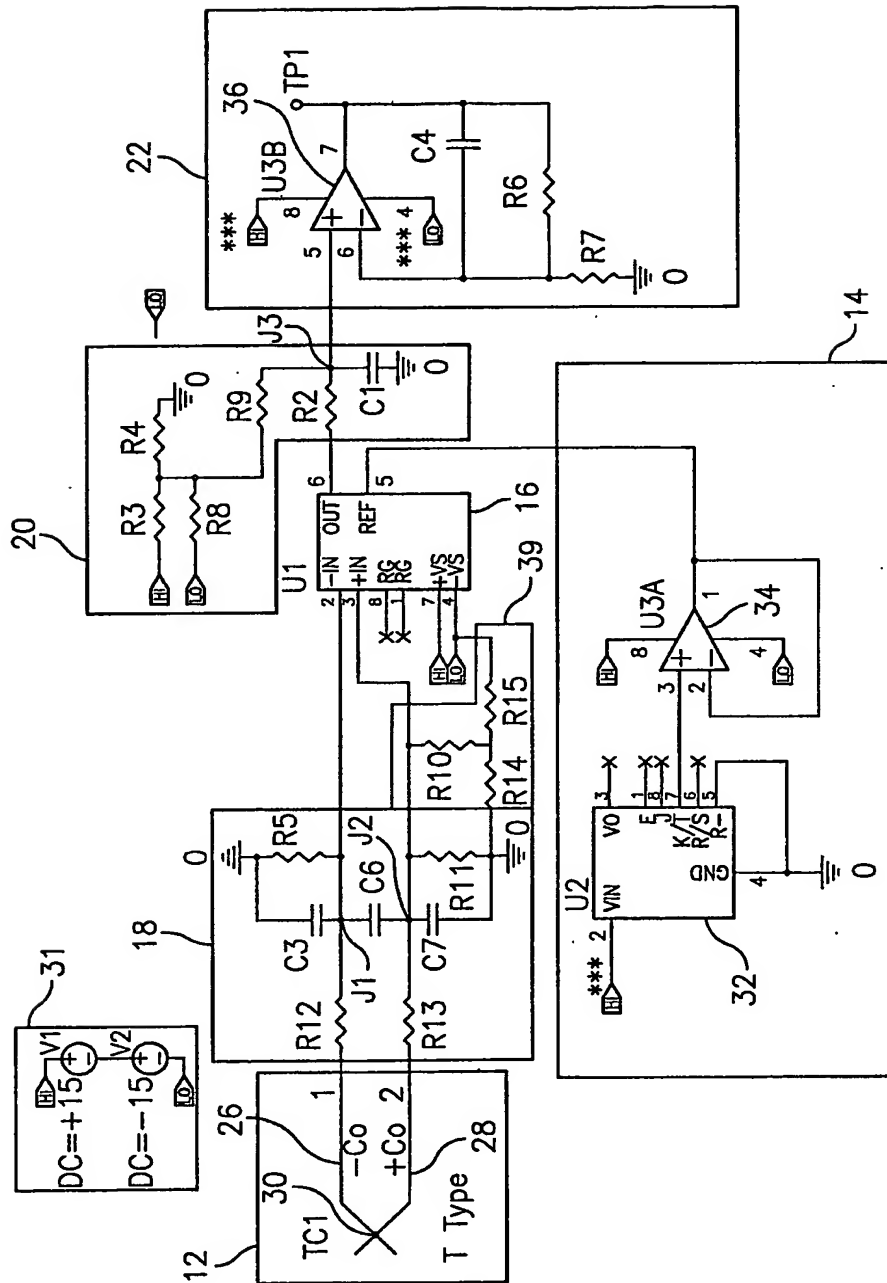 22
36
TP1
U3B
7
C4
R6
R7
0
***
HI
8
5
6
*** 4
LO
LO
J3
20
R4
0
R3
R8
R9
HI
LO
R2
C1
0
U1
6
OUT
5
REF
16
2
-IN
3
+IN
8
RG
1
RG
7
+VS
4
-VS
HI
LO
39
R15
R10
R14
18
0
R5
C3
C6
J2
C7
R11
0
J1
R12
R13
31
V1
HI
DC=+15
V2
DC=-15
LO
12
26
1
-Co
+Co
2
28
30
TC1
T Type
14
U3A
HI
8
3
2
1
34
4
LO
U2
***
HI
2
VIN
VO
3
E
1
J
8
K/T
7
R/S
6
R-
5
GND
4
0
32